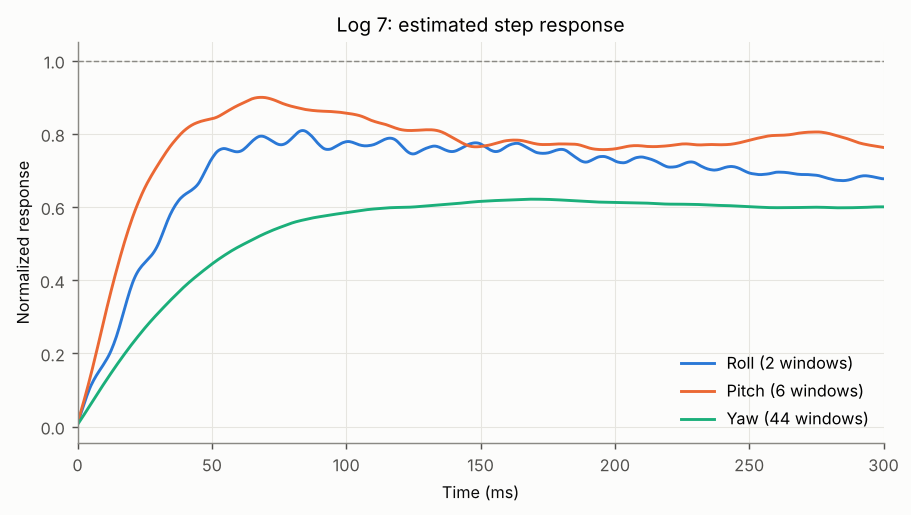 Log 7: estimated step response
Normalized response
1.0
0.8
0.6
0.4
0.2
0.0
Roll (2 windows)
Pitch (6 windows)
Yaw (44 windows)
0 50 100 150 200 250 300
Time (ms)